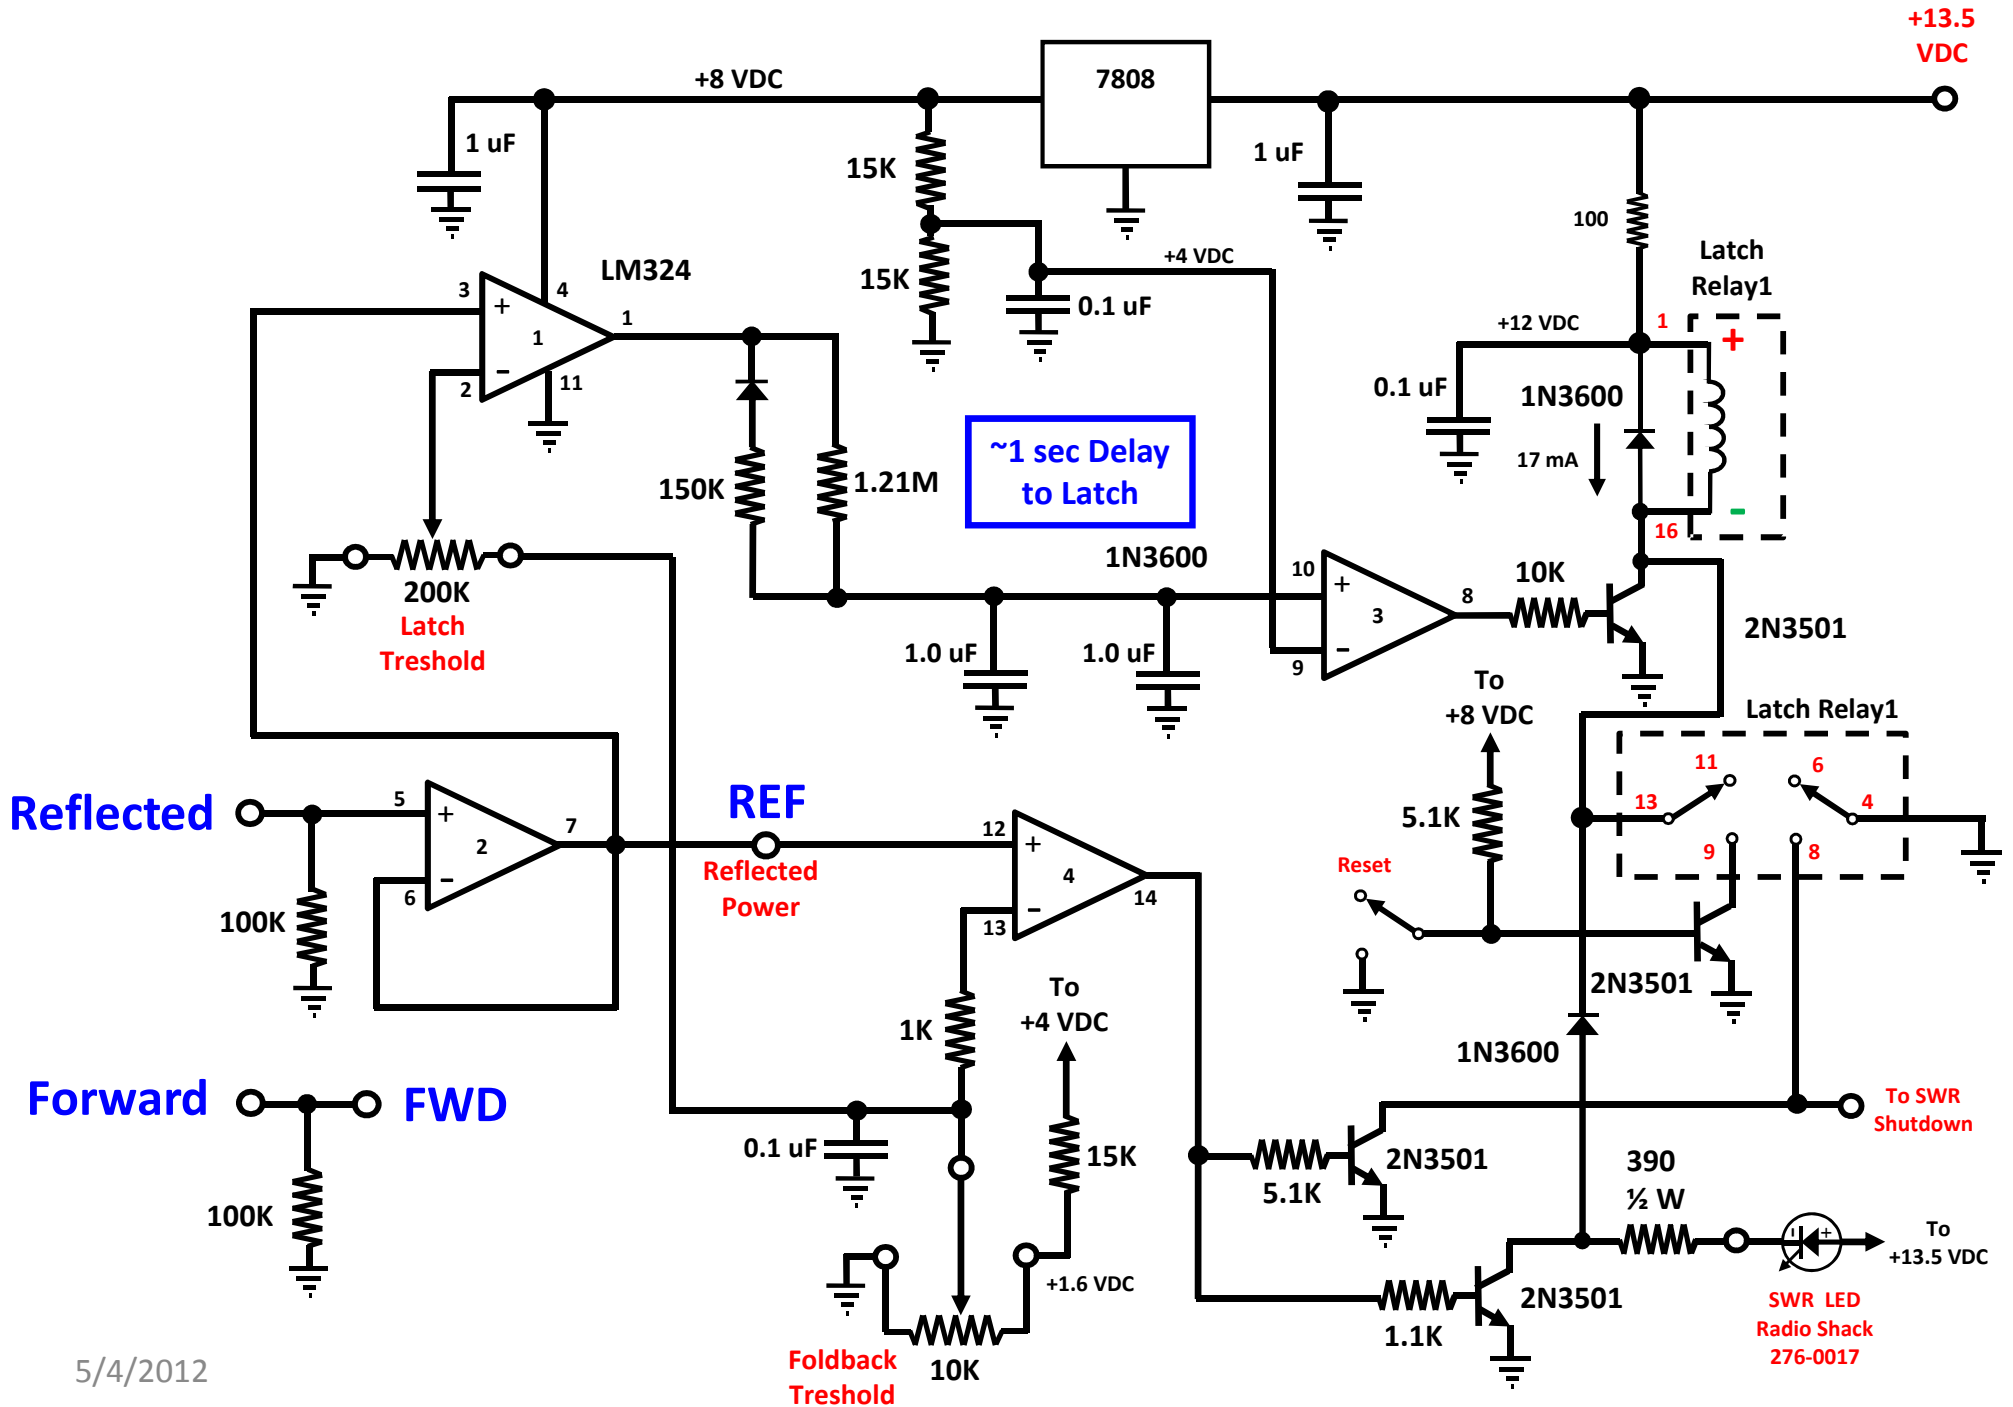 +13.5
VDC
+8 VDC
7808
1 uF
15K
1 uF
100
Latch
Relay1
LM324
15K
+4 VDC
0.1 uF
3
4
+
1
1
−
2
11
+12 VDC
1
+
0.1 uF
1N3600
17 mA
-
16
150K
1.21M
~1 sec Delay
to Latch
1N3600
200K
Latch
Treshold
10
+
3
8
−
9
10K
2N3501
1.0 uF
1.0 uF
To
+8 VDC
Latch Relay1
11
6
13
4
9
8
5.1K
Reset
2N3501
Reflected
5
+
2
7
−
6
100K
REF
Reflected
Power
12
+
4
14
−
13
1K
To
+4 VDC
1N3600
Forward
FWD
100K
0.1 uF
15K
5.1K
2N3501
To SWR
Shutdown
390
½ W
-
+
To
+13.5 VDC
+1.6 VDC
1.1K
2N3501
SWR LED
Radio Shack
276-0017
Foldback
Treshold
10K
5/4/2012